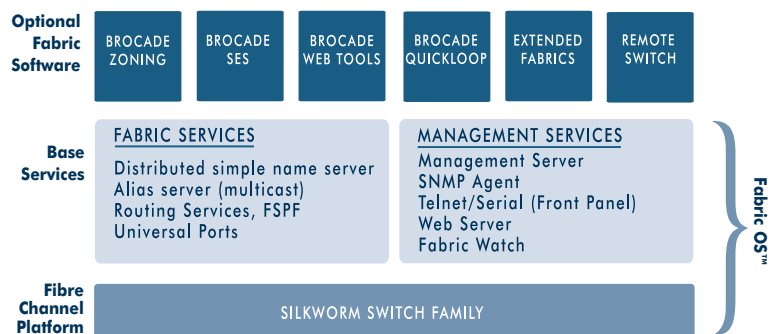 Optional
Fabric
Software
BROCADE
ZONING
BROCADE
SES
BROCADE
WEB TOOLS
BROCADE
QUICKLOOP
EXTENDED
FABRICS
REMOTE
SWITCH
Base
Services
FABRIC SERVICES
Distributed simple name server
Alias server (multicast)
Routing Services, FSPF
Universal Ports
MANAGEMENT SERVICES
Management Server
SNMP Agent
Telnet/Serial (Front Panel)
Web Server
Fabric Watch
Fabric OS™
Fibre
Channel
Platform
SILKWORM SWITCH FAMILY